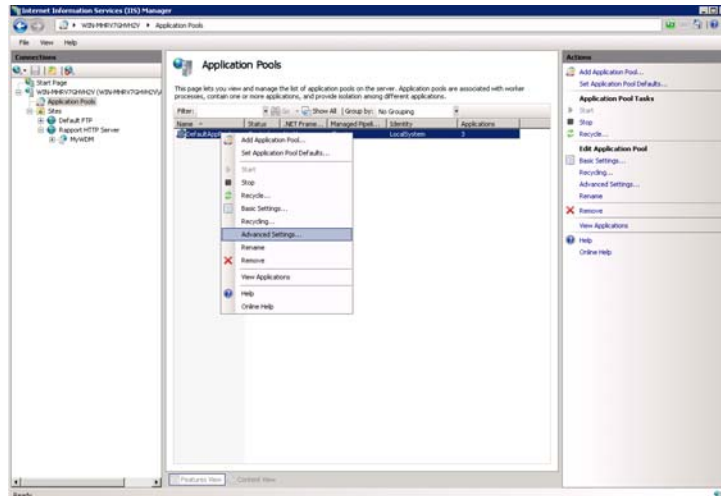 Internet Information Services (IIS) Manager
Application Pools
File View Help
Connections
Start Page
Application Pools
Sites
Default FTP
Rapport HTTP Server
MyWDM
Application Pools
This page lets you view and manage the list of application pools on the server. Application pools are associated with worker
processes, contain one or more applications, and provide isolation among different applications.
Filter: Go Show All Group by: No Grouping
Name Status .NET Frame... Managed Pipeli... Identity Applications
LocalSystem 3
Add Application Pool...
Set Application Pool Defaults...
Start
Stop
Recycle...
Basic Settings...
Recycling...
Advanced Settings...
Rename
Remove
View Applications
Help
Online Help
Features View Content View
Ready
Actions
Add Application Pool...
Set Application Pool Defaults...
Application Pool Tasks
Start
Stop
Recycle...
Edit Application Pool
Basic Settings...
Recycling...
Advanced Settings...
Rename
Remove
View Applications
Help
Online Help